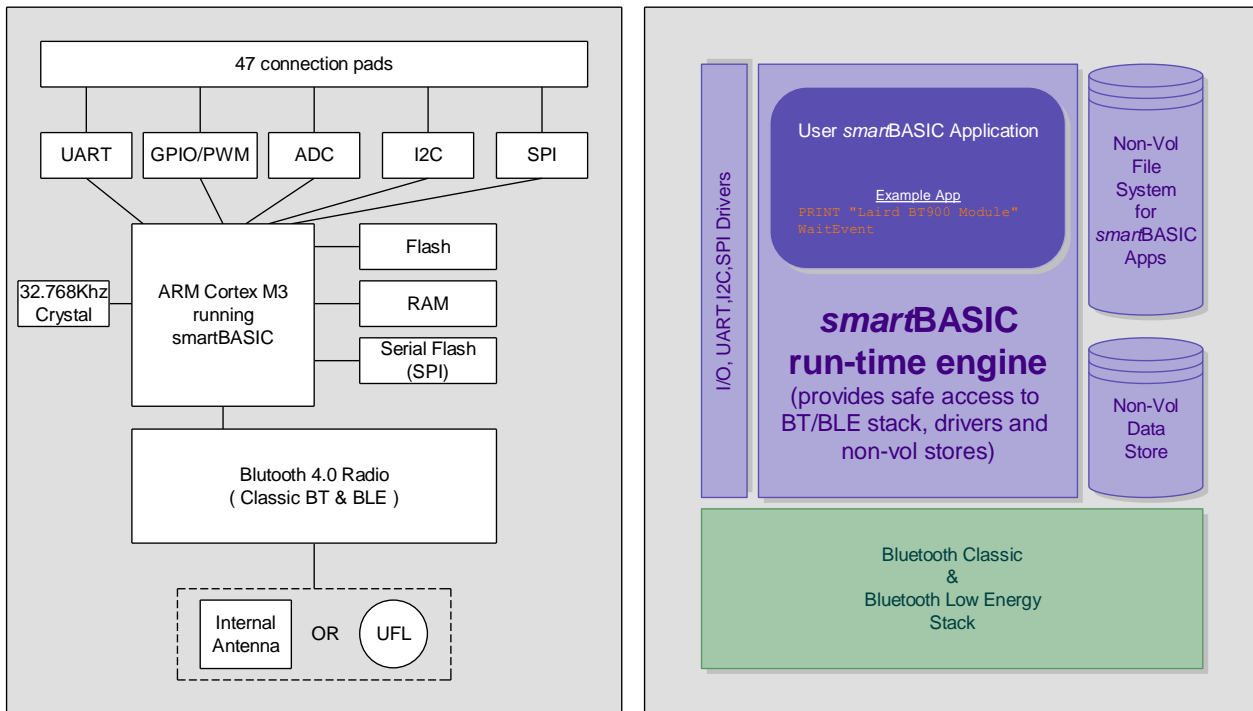 47 connection pads
UART
GPIO/PWM
ADC
I2C
SPI
32.768Khz
Crystal
ARM Cortex M3
running
smartBASIC
Flash
RAM
Serial Flash
(SPI)
Blutooth 4.0 Radio
( Classic BT & BLE )
Internal
Antenna
OR
UFL
I/O, UART,I2C,SPI Drivers
User smartBASIC Application
Example App
PRINT "Laird BT900 Module"
WaitEvent
smartBASIC
run-time engine
(provides safe access to
BT/BLE stack, drivers and
non-vol stores)
Non-Vol
File
System
for
smartBASIC
Apps
Non-Vol
Data
Store
Bluetooth Classic
&
Bluetooth Low Energy
Stack